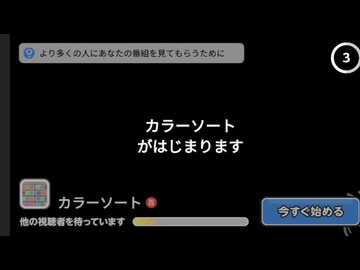 より多くの人にあなたの番組を見てもらうために
3
カラーソート
がはじまります
カラーソート
他の視聴者を待っています
今すぐ始める